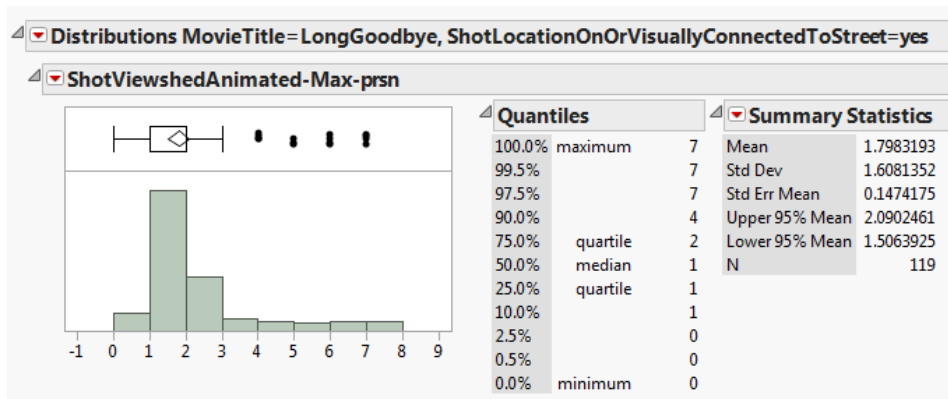 Distributions MovieTitle=LongGoodbye, ShotLocationOnOrVisuallyConnectedToStreet=yes
ShotViewshedAnimated-Max-prsn
-1 0 1 2 3 4 5 6 7 8 9
Quantiles
100.0% maximum 7
99.5% 7
97.5% 7
90.0% 4
75.0% quartile 2
50.0% median 1
25.0% quartile 1
10.0% 1
2.5% 0
0.5% 0
0.0% minimum 0
Summary Statistics
Mean 1.7983193
Std Dev 1.6081352
Std Err Mean 0.1474175
Upper 95% Mean 2.0902461
Lower 95% Mean 1.5063925
N 119